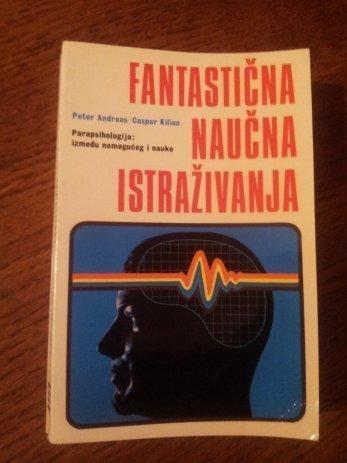 FANTASTIČNA
NAUČNA
ISTRAŽIVANJA
Peter Andreas/Caspar Kilian
Parapsihologija:
između nemogućeg i nauke